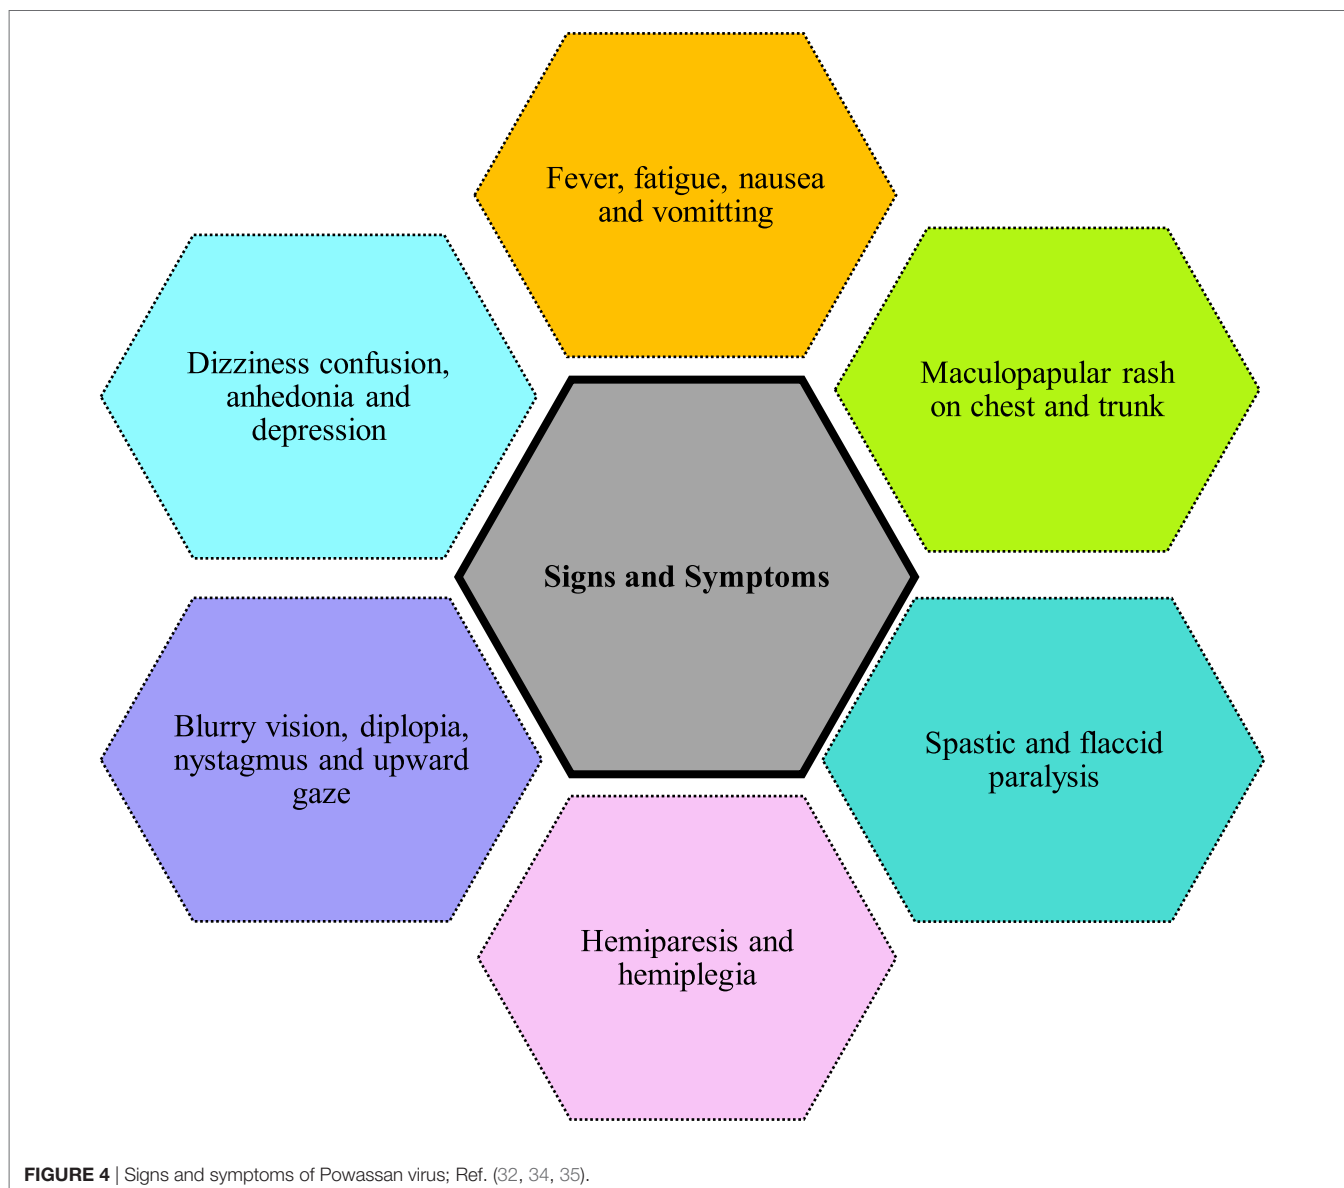 Fever, fatigue, nausea
and vomitting
Maculopapular rash
on chest and trunk
Dizziness confusion,
anhedonia and
depression
Signs and Symptoms
Blurry vision, diplopia,
nystagmus and upward
gaze
Spastic and flaccid
paralysis
Hemiparesis and
hemiplegia
FIGURE 4 | Signs and symptoms of Powassan virus; Ref. (32, 34, 35).